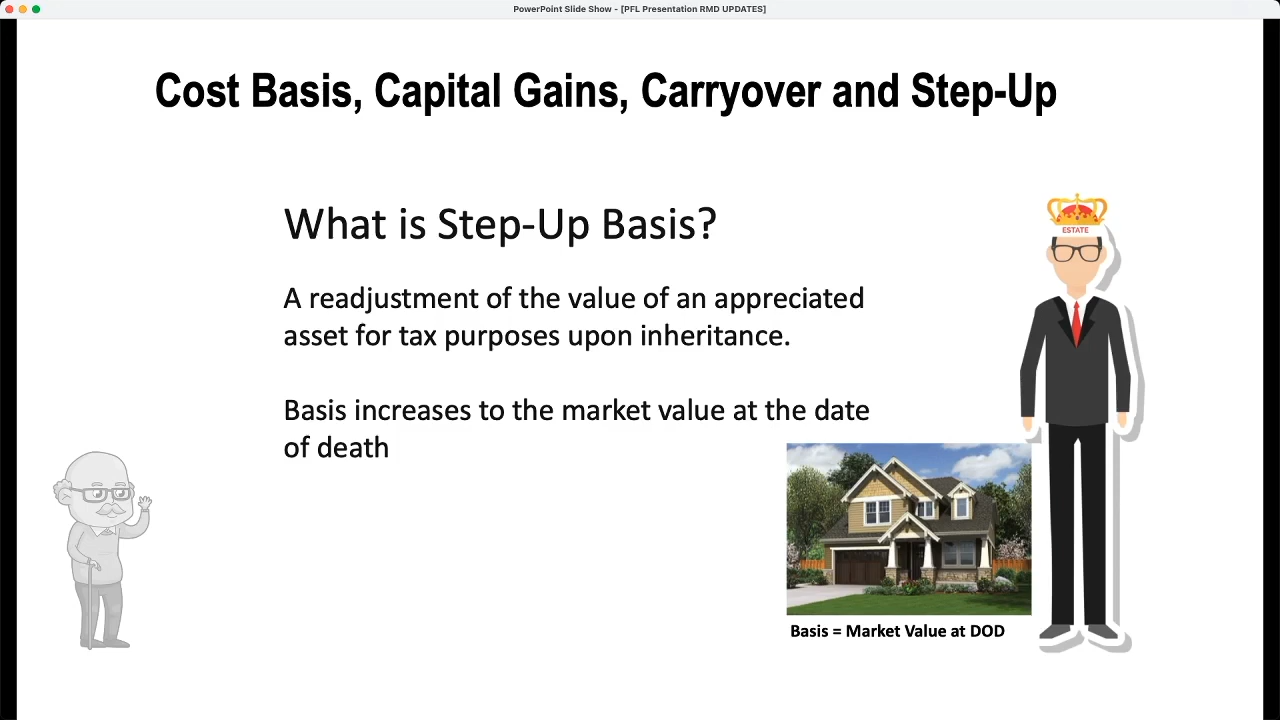 PowerPoint Slide Show - [PFL Presentation RMD UPDATES]
Cost Basis, Capital Gains, Carryover and Step-Up
What is Step-Up Basis?
A readjustment of the value of an appreciated
asset for tax purposes upon inheritance.
Basis increases to the market value at the date
of death
ESTATE
Basis = Market Value at DOD